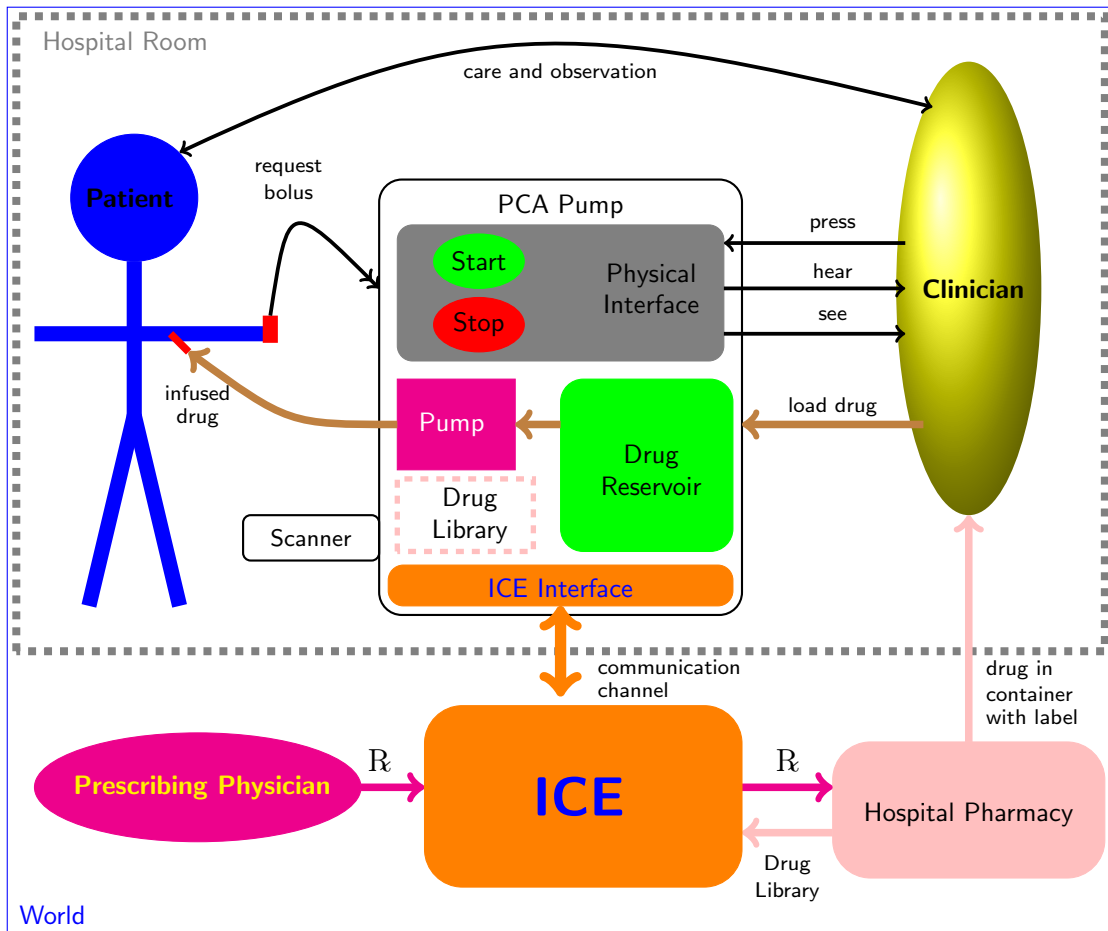 Hospital Room
care and observation
Patient
request
bolus
PCA Pump
Start
Stop
Physical
Interface
press
hear
see
Clinician
infused
drug
Pump
load drug
Drug
Reservoir
Drug
Library
Scanner
ICE Interface
communication
channel
drug in
container
with label
Prescribing Physician
℞
ICE
℞
Hospital Pharmacy
Drug
Library
World